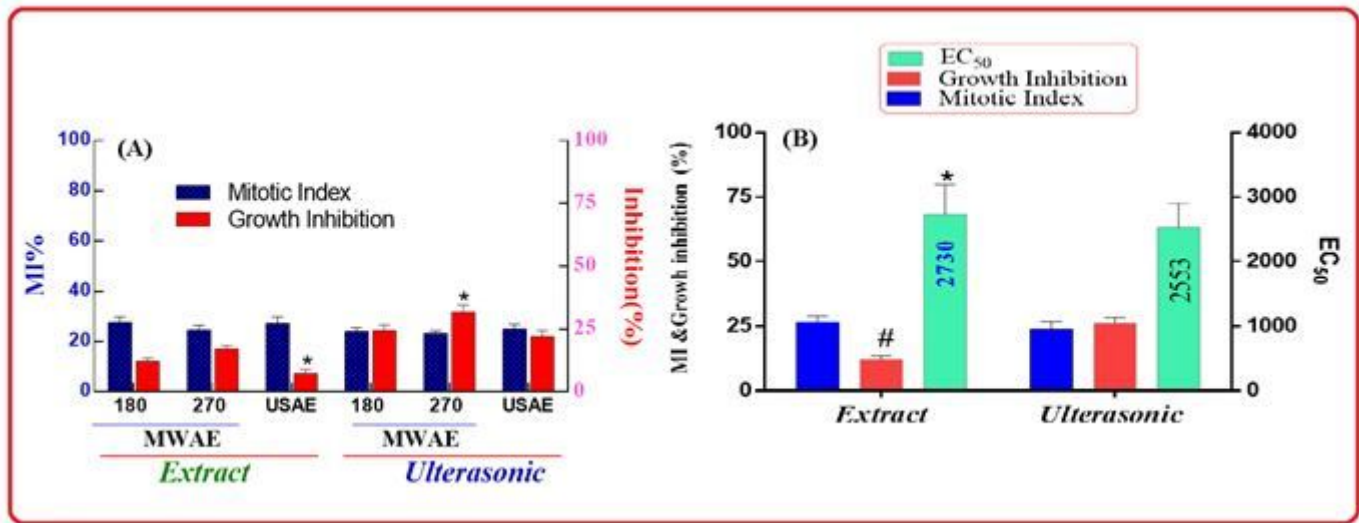 EC50
Growth Inhibition
Mitotic Index
(A)
100
80
60
40
20
0
MI%
Mitotic Index
Growth Inhibition
100
75
50
25
0
Inhibition(%)
*
*
180 270 USAE 180 270 USAE
MWAE MWAE
Extract Ulterasonic
(B)
100
75
50
25
0
MI &Growth inhibition (%)
#
*
2730
2553
4000
3000
2000
1000
0
EC50
Extract Ulterasonic